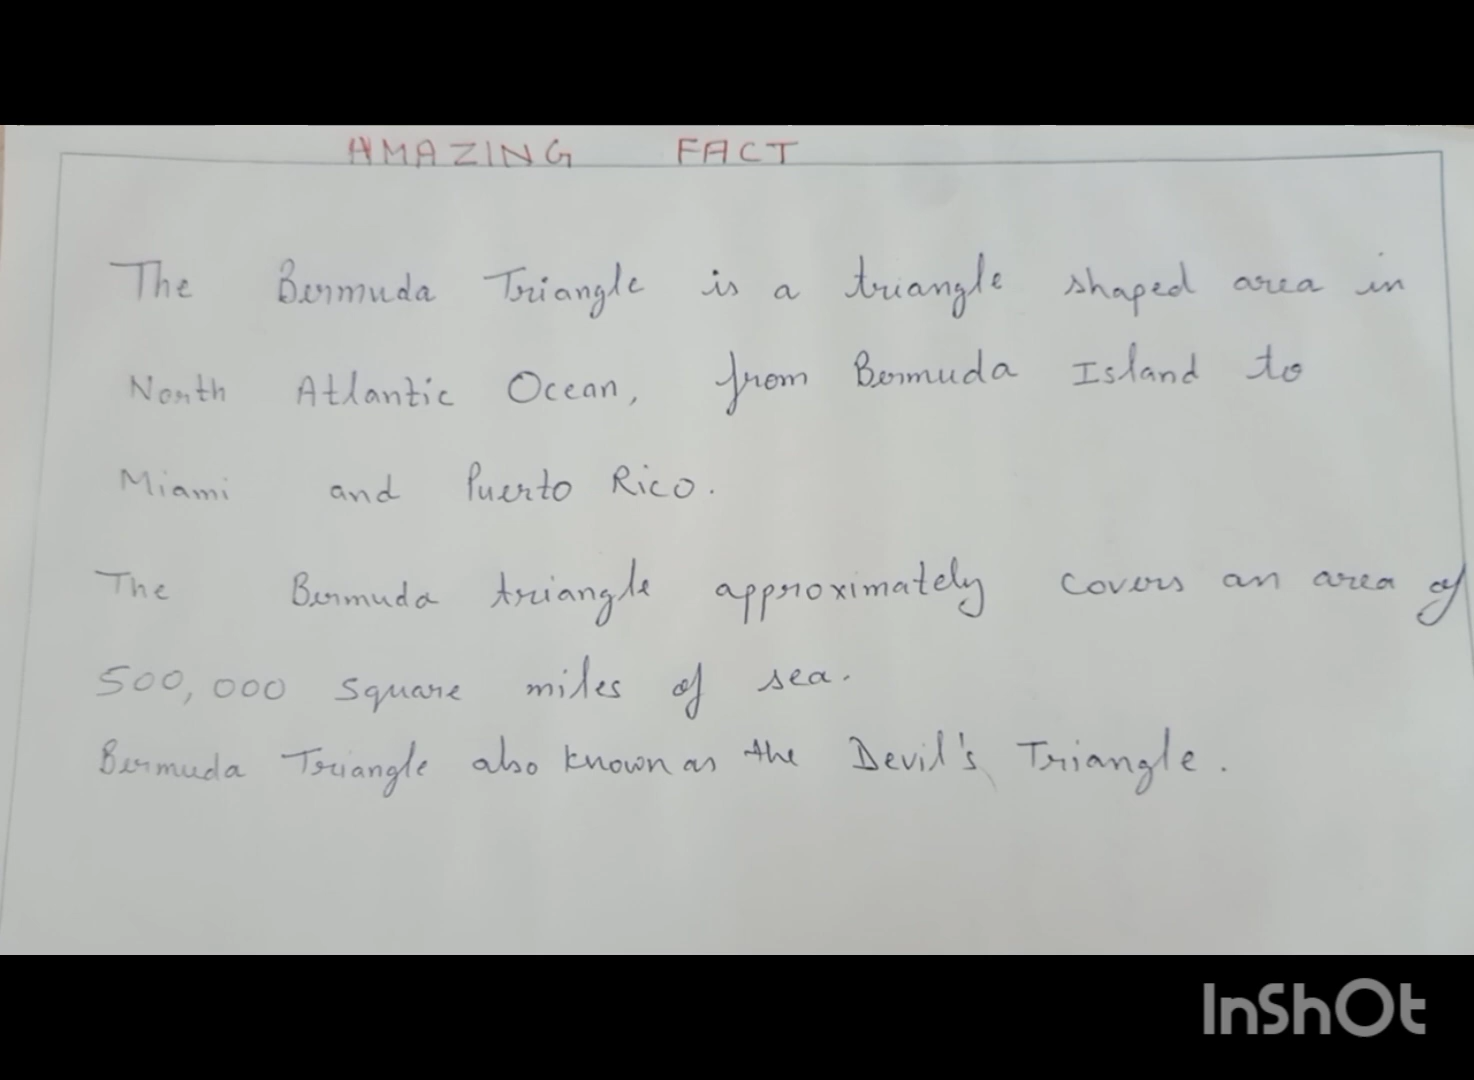 AMAZING FACT
The Bermuda Triangle is a triangle shaped area in
North Atlantic Ocean, from Bermuda Island to
Miami and Puerto Rico.
The Bermuda triangle approximately covers an area of
500,000 square miles of sea.
Bermuda Triangle also known as the Devil's Triangle.
InShOt